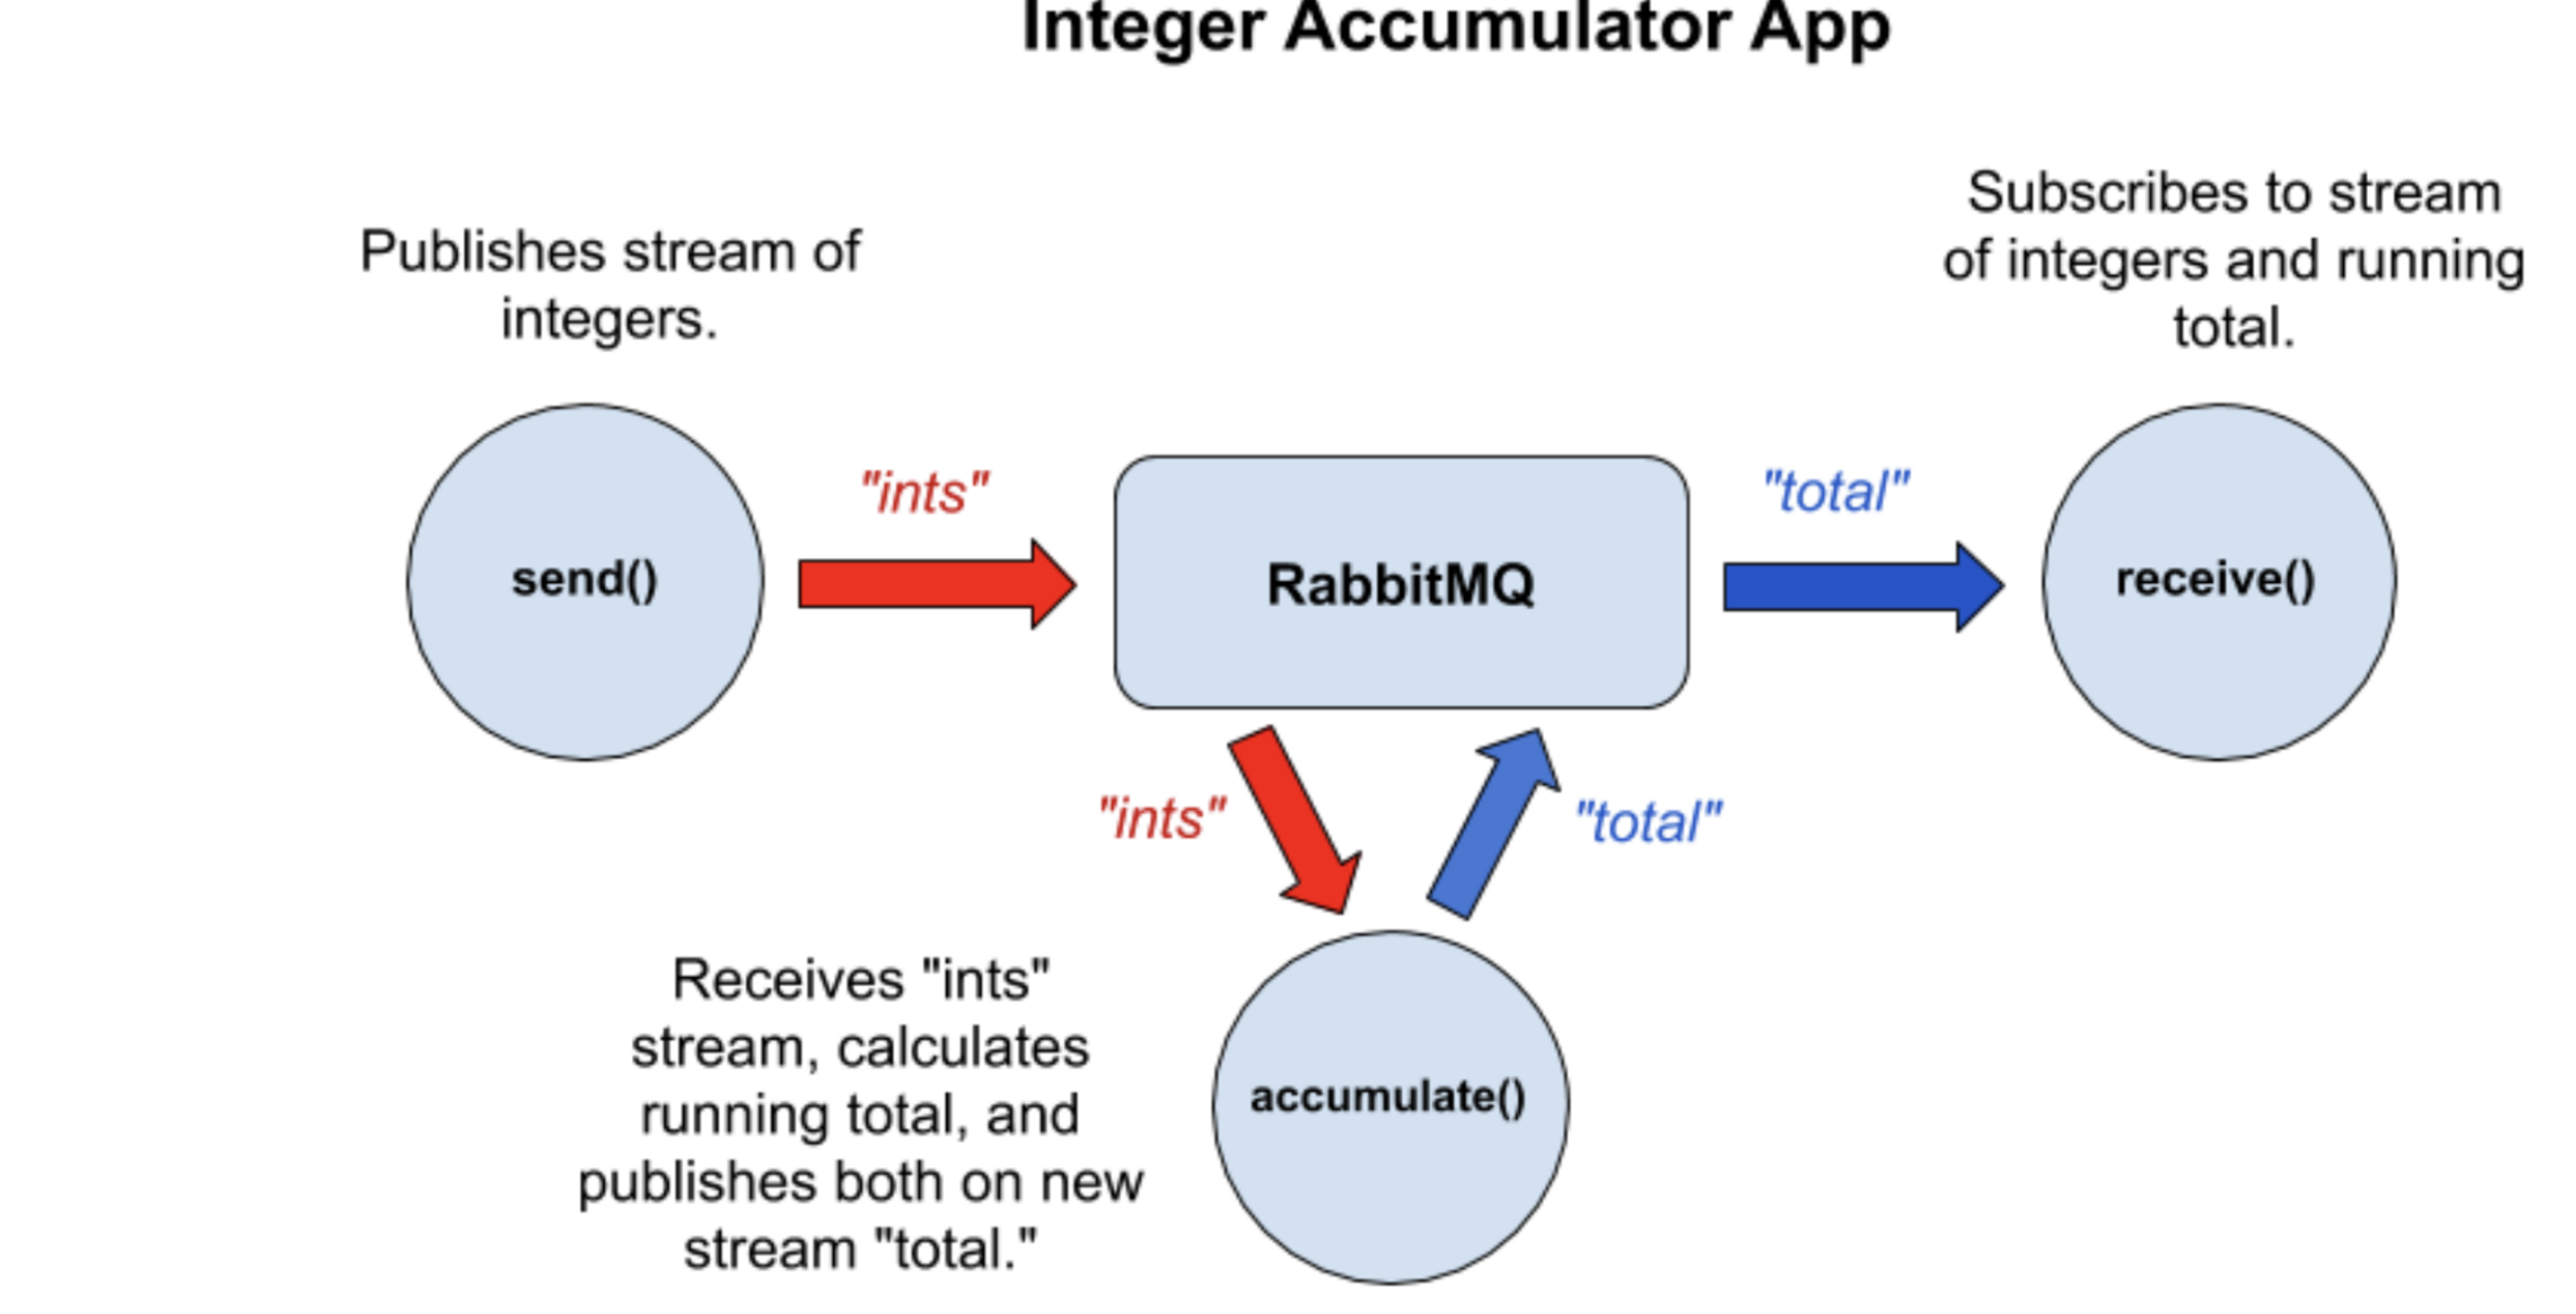 Integer Accumulator App
Publishes stream of
integers.
Subscribes to stream
of integers and running
total.
send()
"ints"
RabbitMQ
"total"
receive()
"ints"
"total"
accumulate()
Receives "ints"
stream, calculates
running total, and
publishes both on new
stream "total."